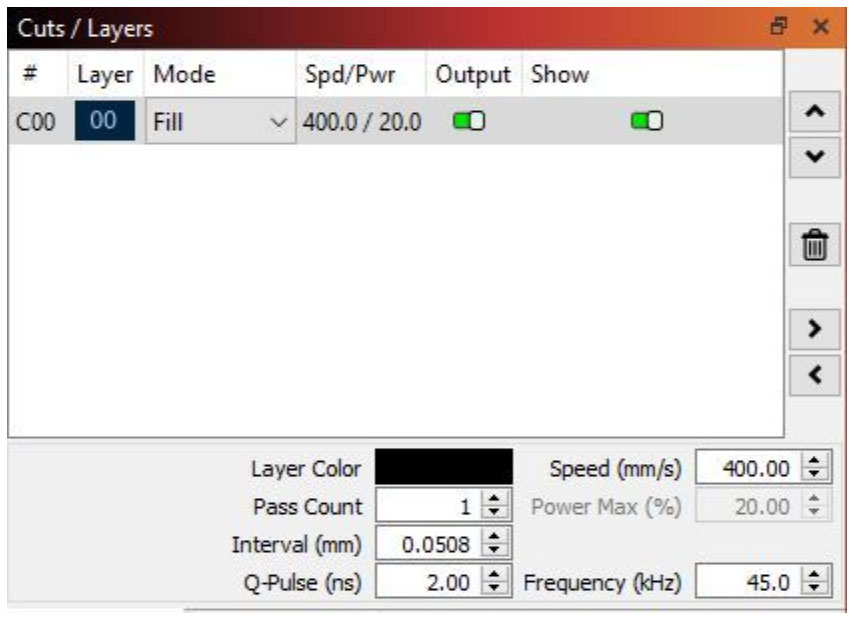 Cuts / Layers
# Layer Mode Spd/Pwr Output Show
C00 00 Fill 400.0 / 20.0
Layer Color Speed (mm/s) 400.00
Pass Count 1 Power Max (%) 20.00
Interval (mm) 0.0508
Q-Pulse (ns) 2.00 Frequency (kHz) 45.0